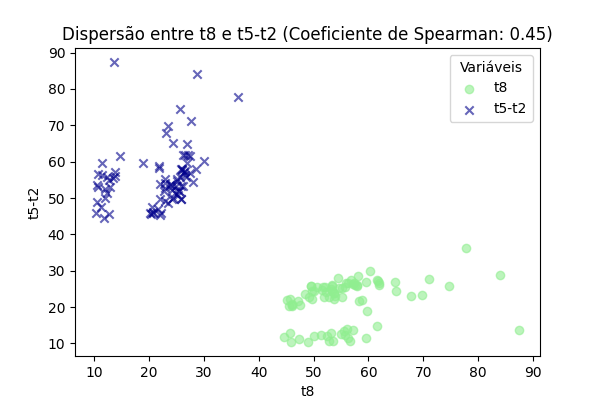 Dispersão entre t8 e t5-t2 (Coeficiente de Spearman: 0.45)
Variáveis
t8
t5-t2
t5-t2
90
80
70
60
50
40
30
20
10
10 20 30 40 50 60 70 80 90
t8